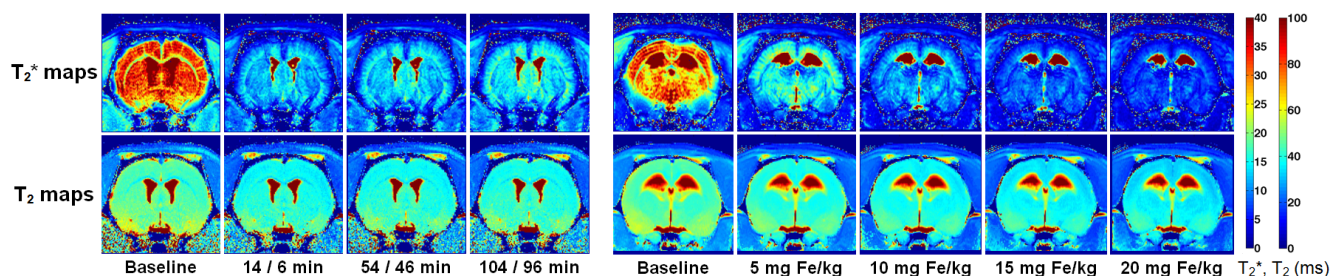 T2* maps
T2 maps
Baseline 14 / 6 min 54 / 46 min 104 / 96 min Baseline 5 mg Fe/kg 10 mg Fe/kg 15 mg Fe/kg 20 mg Fe/kg
40 100
35
30 80
25
60
20
15 40
10
20
5
0 0
T2*, T2 (ms)